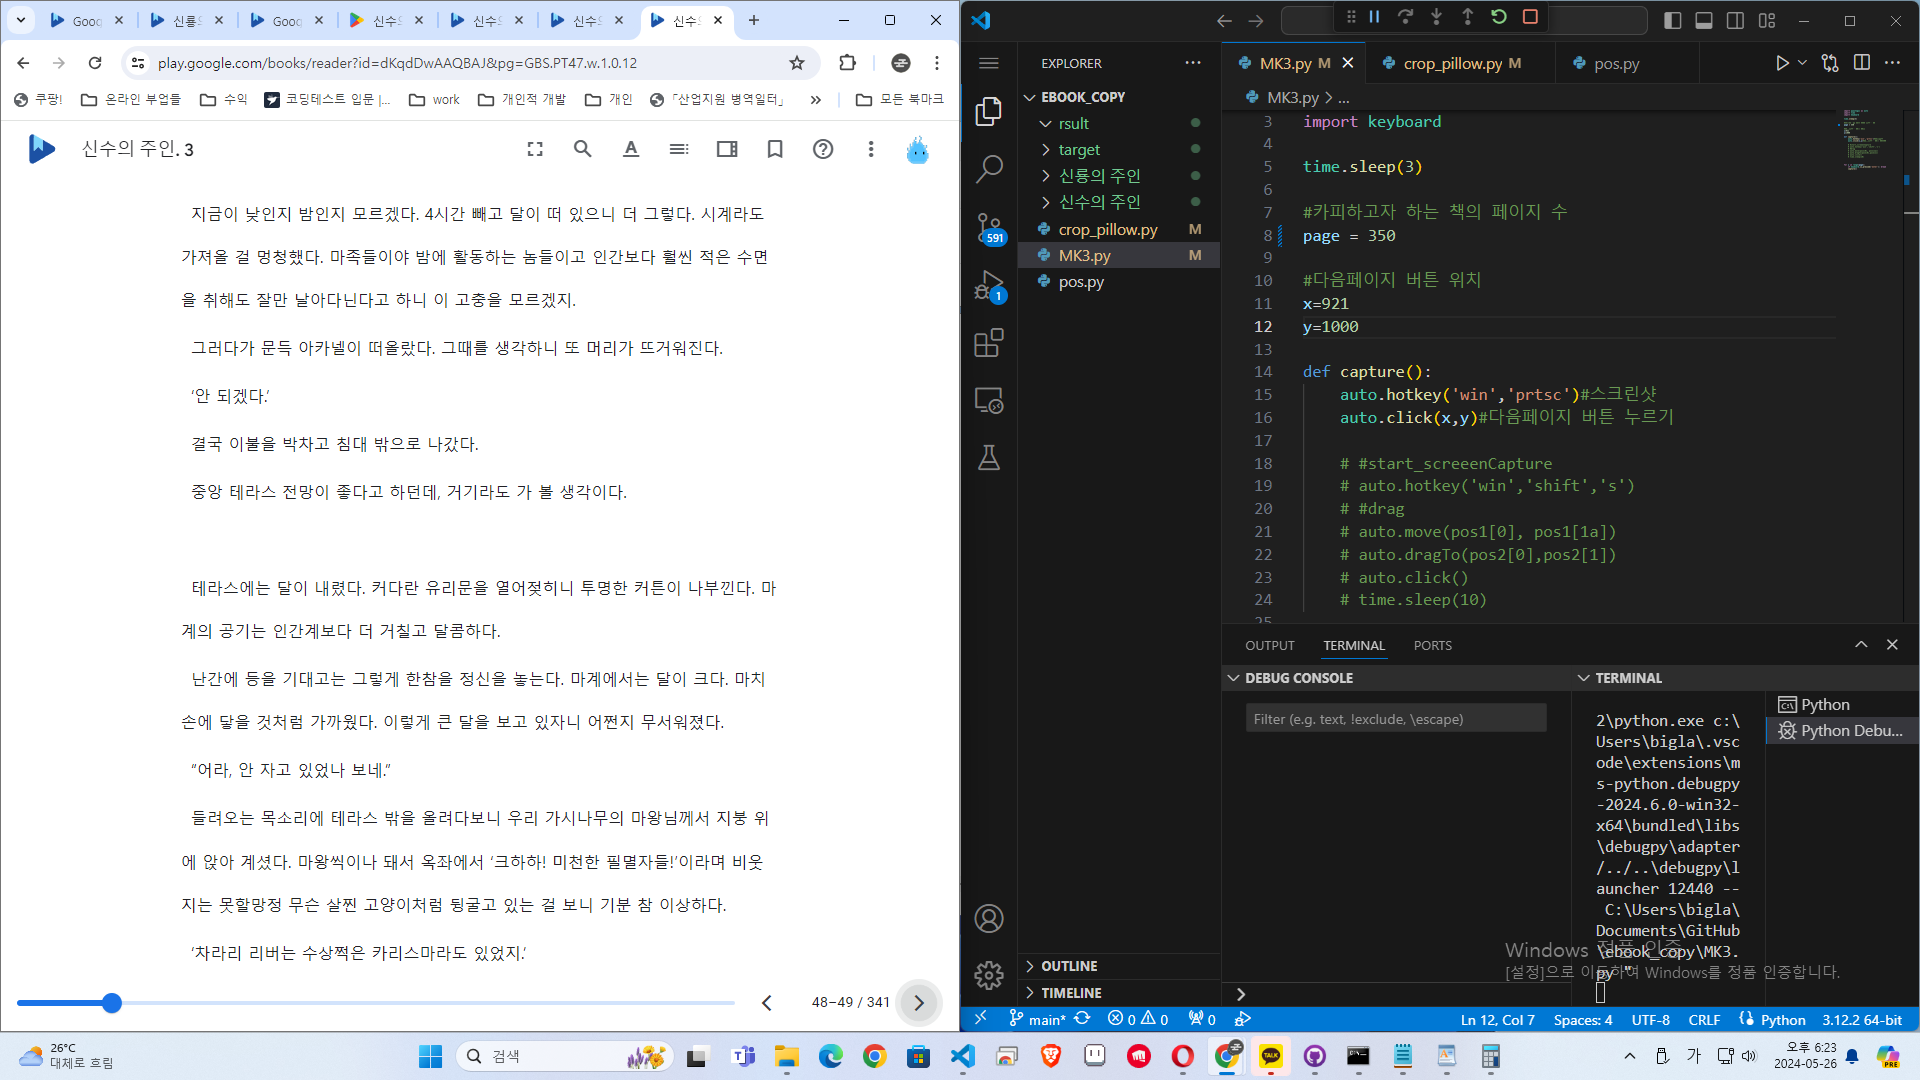 Goog
신룡으
Goog
신수으
신수으
신수으
신수으
play.google.com/books/reader?id=dKqdDwAAQBAJ&pg=GBS.PT47.w.1.0.12
쿠팡!
온라인 부업들
수익
코딩테스트 입문 |...
work
개인적 개발
개인
「산업지원 병역일터」
»
모든 북마크
신수의 주인. 3
지금이 낮인지 밤인지 모르겠다. 4시간 빼고 달이 떠 있으니 더 그렇다. 시계라도
가져올 걸 멍청했다. 마족들이야 밤에 활동하는 놈들이고 인간보다 훨씬 적은 수면
을 취해도 잘만 날아다닌다고 하니 이 고충을 모르겠지.
그러다가 문득 아카넬이 떠올랐다. 그때를 생각하니 또 머리가 뜨거워진다.
‘안 되겠다.’
결국 이불을 박차고 침대 밖으로 나갔다.
중앙 테라스 전망이 좋다고 하던데, 거기라도 가 볼 생각이다.
테라스에는 달이 내렸다. 커다란 유리문을 열어젖히니 투명한 커튼이 나부낀다. 마
계의 공기는 인간계보다 더 거칠고 달콤하다.
난간에 등을 기대고는 그렇게 한참을 정신을 놓는다. 마계에서는 달이 크다. 마치
손에 닿을 것처럼 가까웠다. 이렇게 큰 달을 보고 있자니 어쩐지 무서워졌다.
“어라, 안 자고 있었나 보네.”
들려오는 목소리에 테라스 밖을 올려다보니 우리 가시나무의 마왕님께서 지붕 위
에 앉아 계셨다. 마왕씩이나 돼서 옥좌에서 ‘크하하! 미천한 필멸자들!’이라며 비웃
지는 못할망정 무슨 살찐 고양이처럼 뒹굴고 있는 걸 보니 기분 참 이상하다.
‘차라리 리버는 수상쩍은 카리스마라도 있었지.’
48–49 / 341
EXPLORER
EBOOK_COPY
rsult
target
신룡의 주인
신수의 주인
crop_pillow.py M
MK3.py M
pos.py
591
1
OUTLINE
TIMELINE
MK3.py M
crop_pillow.py M
pos.py
MK3.py > ...
3 import keyboard
4
5 time.sleep(3)
6
7 #카피하고자 하는 책의 페이지 수
8 page = 350
9
10 #다음페이지 버튼 위치
11 x=921
12 y=1000
13
14 def capture():
15 auto.hotkey('win','prtsc')#스크린샷
16 auto.click(x,y)#다음페이지 버튼 누르기
17
18 # #start_screeenCapture
19 # auto.hotkey('win','shift','s')
20 # #drag
21 # auto.move(pos1[0], pos1[1a])
22 # auto.dragTo(pos2[0],pos2[1])
23 # auto.click()
24 # time.sleep(10)
25
OUTPUT
TERMINAL
PORTS
DEBUG CONSOLE
Filter (e.g. text, !exclude, \escape)
TERMINAL
2\python.exe c:\
Users\bigla\.vsc
ode\extensions\m
s-python.debugpy
-2024.6.0-win32-
x64\bundled\libs
\debugpy\adapter
/../..\debugpy\l
auncher 12440 --
C:\Users\bigla\
Documents\GitHub
\ebook_copy\MK3.
py "
Python
Python Debu...
Windows 정품 인증
[설정]으로 이동하여 Windows를 정품 인증합니다.
main*
0
0
0
Ln 12, Col 7
Spaces: 4
UTF-8
CRLF
Python
3.12.2 64-bit
26°C
대체로 흐림
검색
TALK
가
오후 6:23
2024-05-26
PRE